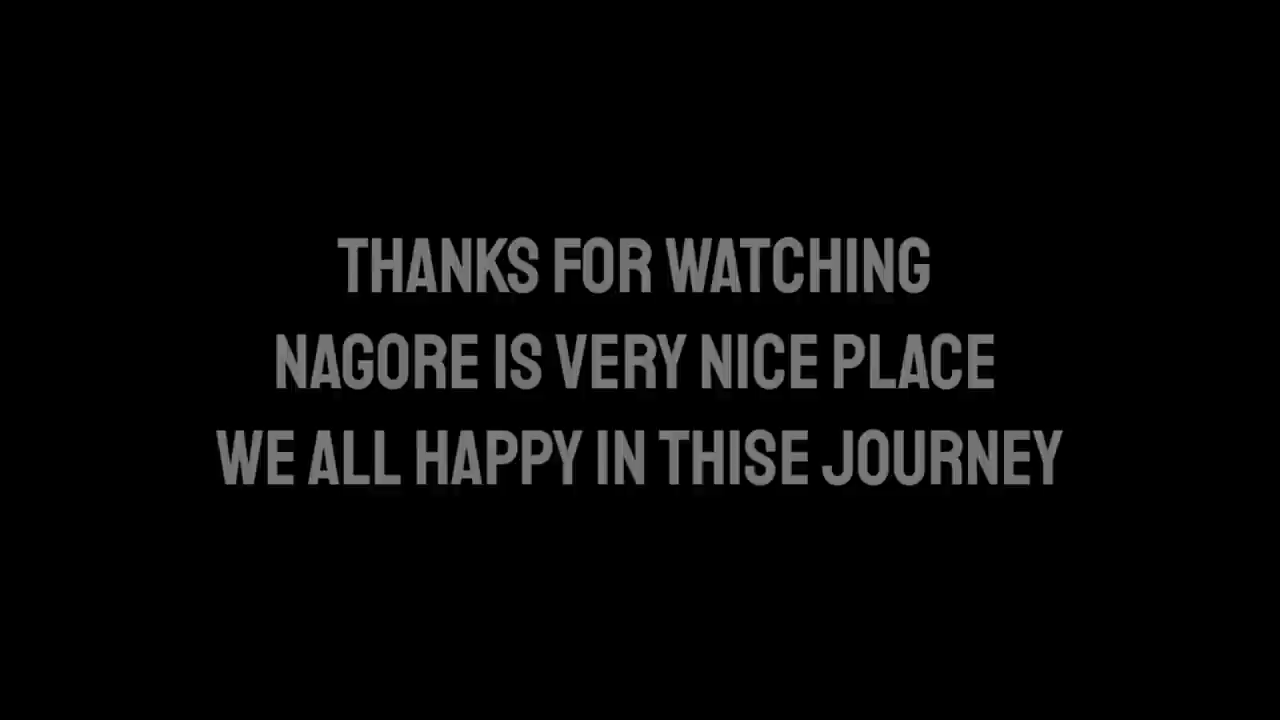 THANKS FOR WATCHING
NAGORE IS VERY NICE PLACE
WE ALL HAPPY IN THISE JOURNEY